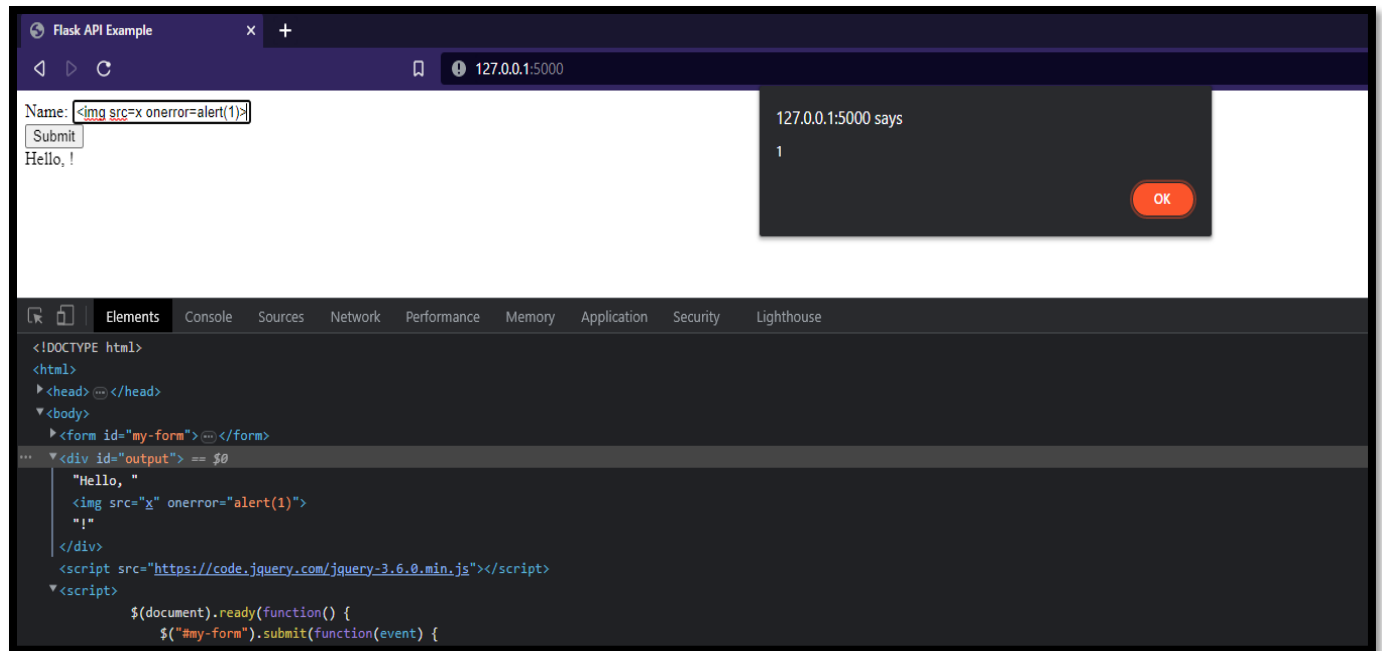 Flask API Example
127.0.0.1:5000
Name: <img src=x onerror=alert(1)>
Submit
Hello, !
127.0.0.1:5000 says
1
OK
Elements Console Sources Network Performance Memory Application Security Lighthouse
<!DOCTYPE html>
<html>
<head>…</head>
<body>
<form id="my-form">…</form>
<div id="output"> == $0
"Hello, "
<img src="x" onerror="alert(1)">
"!"
</div>
<script src="https://code.jquery.com/jquery-3.6.0.min.js"></script>
<script>
$(document).ready(function() {
$("#my-form").submit(function(event) {